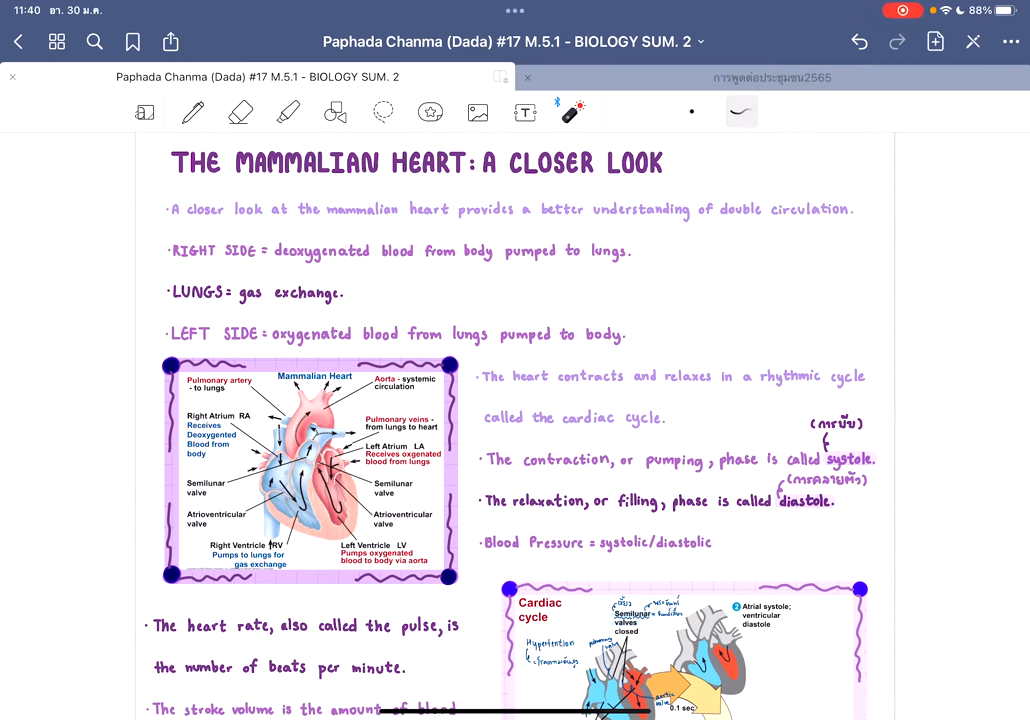 11:40 อา. 30 ม.ค.
88%
Paphada Chanma (Dada) #17 M.5.1 - BIOLOGY SUM. 2
Paphada Chanma (Dada) #17 M.5.1 - BIOLOGY SUM. 2
การพูดต่อประชุมชน2565
THE MAMMALIAN HEART: A CLOSER LOOK
·A closer look at the mammalian heart provides a better understanding of double circulation.
·RIGHT SIDE = deoxygenated blood from body pumped to lungs.
·LUNGS= gas exchange.
·LEFT SIDE = oxygenated blood from lungs pumped to body.
Mammalian Heart
Pulmonary artery
- to lungs
Aorta - systemic
circulation
Right Atrium RA
Receives
Deoxygented
Blood from
body
Pulmonary veins -
from lungs to heart
Left Atrium LA
Receives oxgenated
blood from lungs
Semilunar
valve
Semilunar
valve
Atrioventricular
valve
Atrioventricular
valve
Right Ventricle RV
Pumps to lungs for
gas exchange
Left Ventricle LV
Pumps oxygenated
blood to body via aorta
·The heart contracts and relaxes in a rhythmic cycle
called the cardiac cycle.
(การบีบ)
·The contraction, or pumping, phase is called systole.
(การคลายตัว)
·The relaxation, or filling, phase is called diastole.
·Blood Pressure = systolic/diastolic
·The heart rate, also called the pulse, is
the number of beats per minute.
·The stroke volume is the amount of blood
Cardiac
cycle
Semilunar
valves
closed
Hypertention
pulmonary
valve
aortic
valve
0.1 sec
2 Atrial systole;
ventricular
diastole